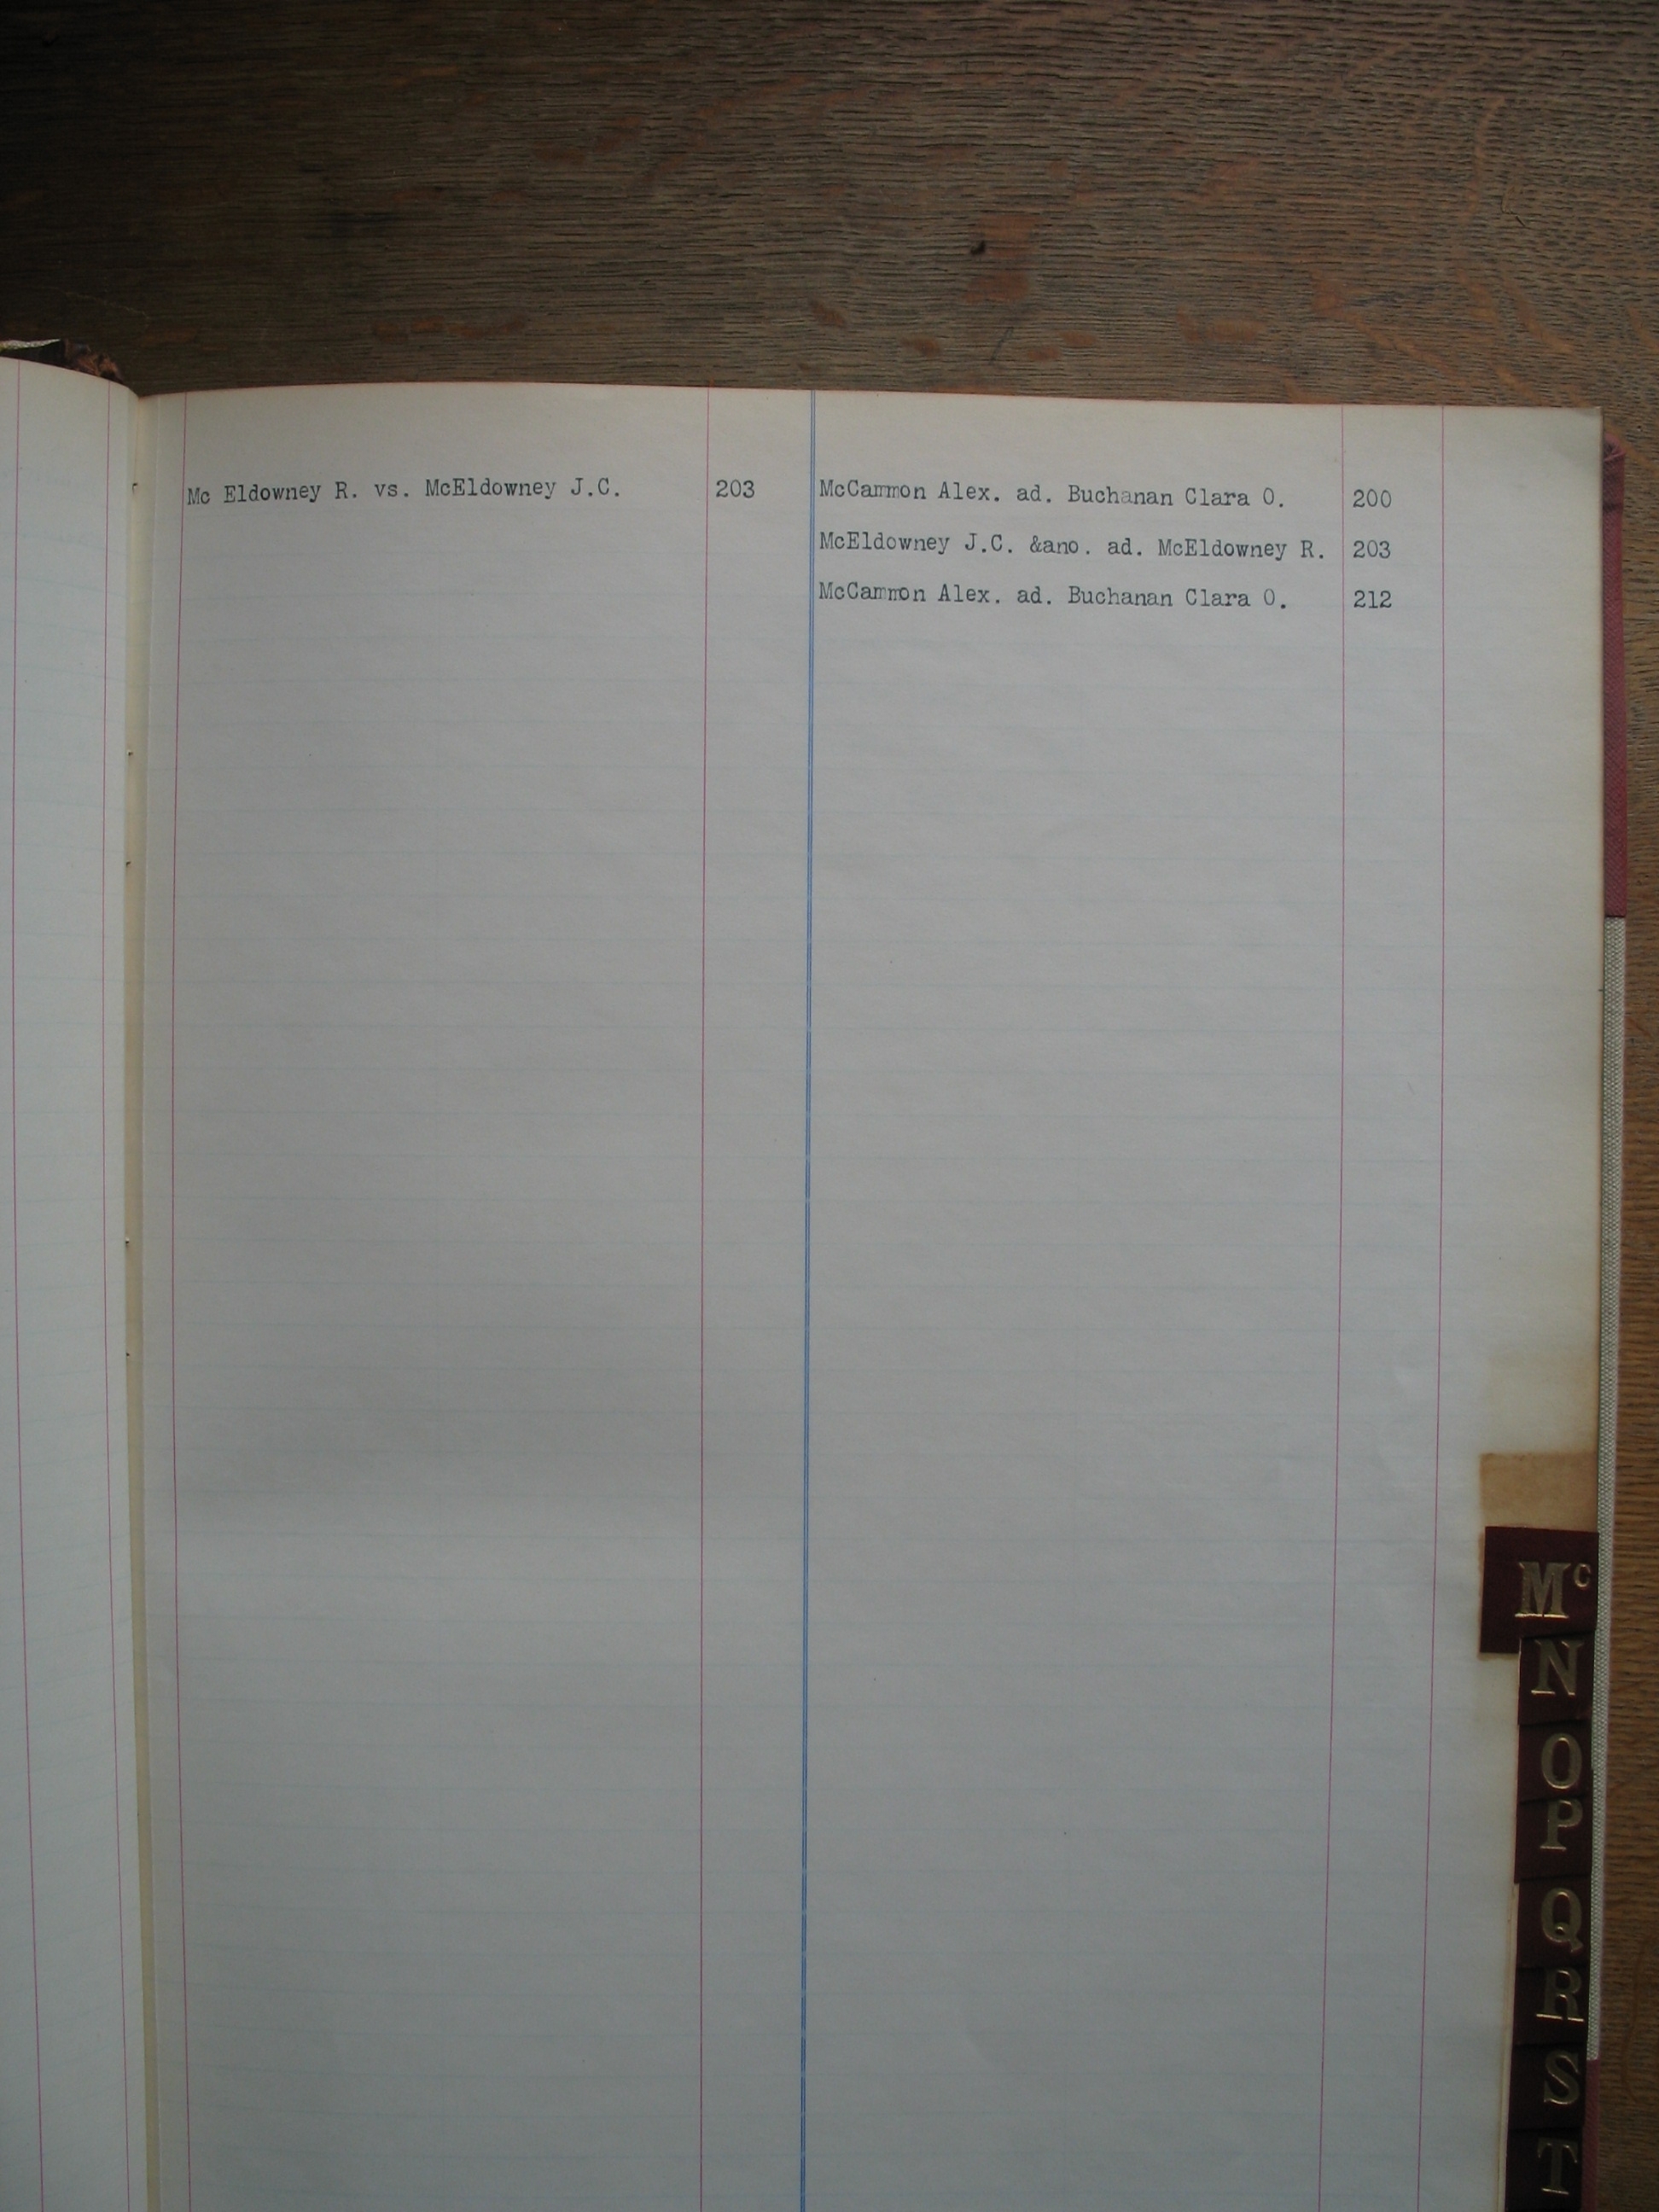 Mc Eldowney R. vs. McEldowney J.C. 203
McCammon Alex. ad. Buchanan Clara O. 200
McEldowney J.C. &ano. ad. McEldowney R. 203
McCammon Alex. ad. Buchanan Clara O. 212
Mc
N
O
P
Q
R
S
T